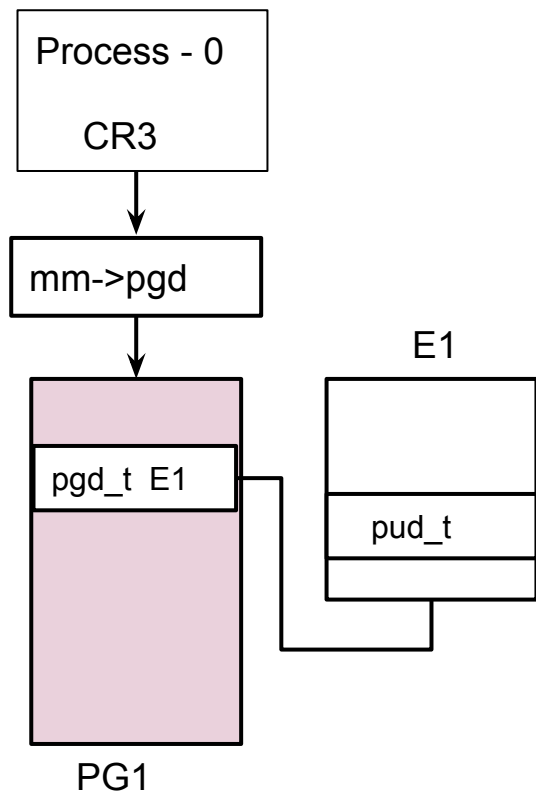 Process - 0
CR3
mm->pgd
E1
pgd_t E1
pud_t
PG1